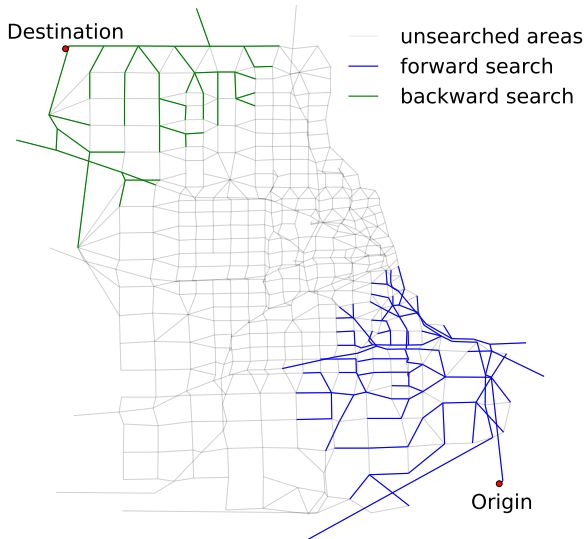 Destination
unsearched areas
forward search
backward search
Origin